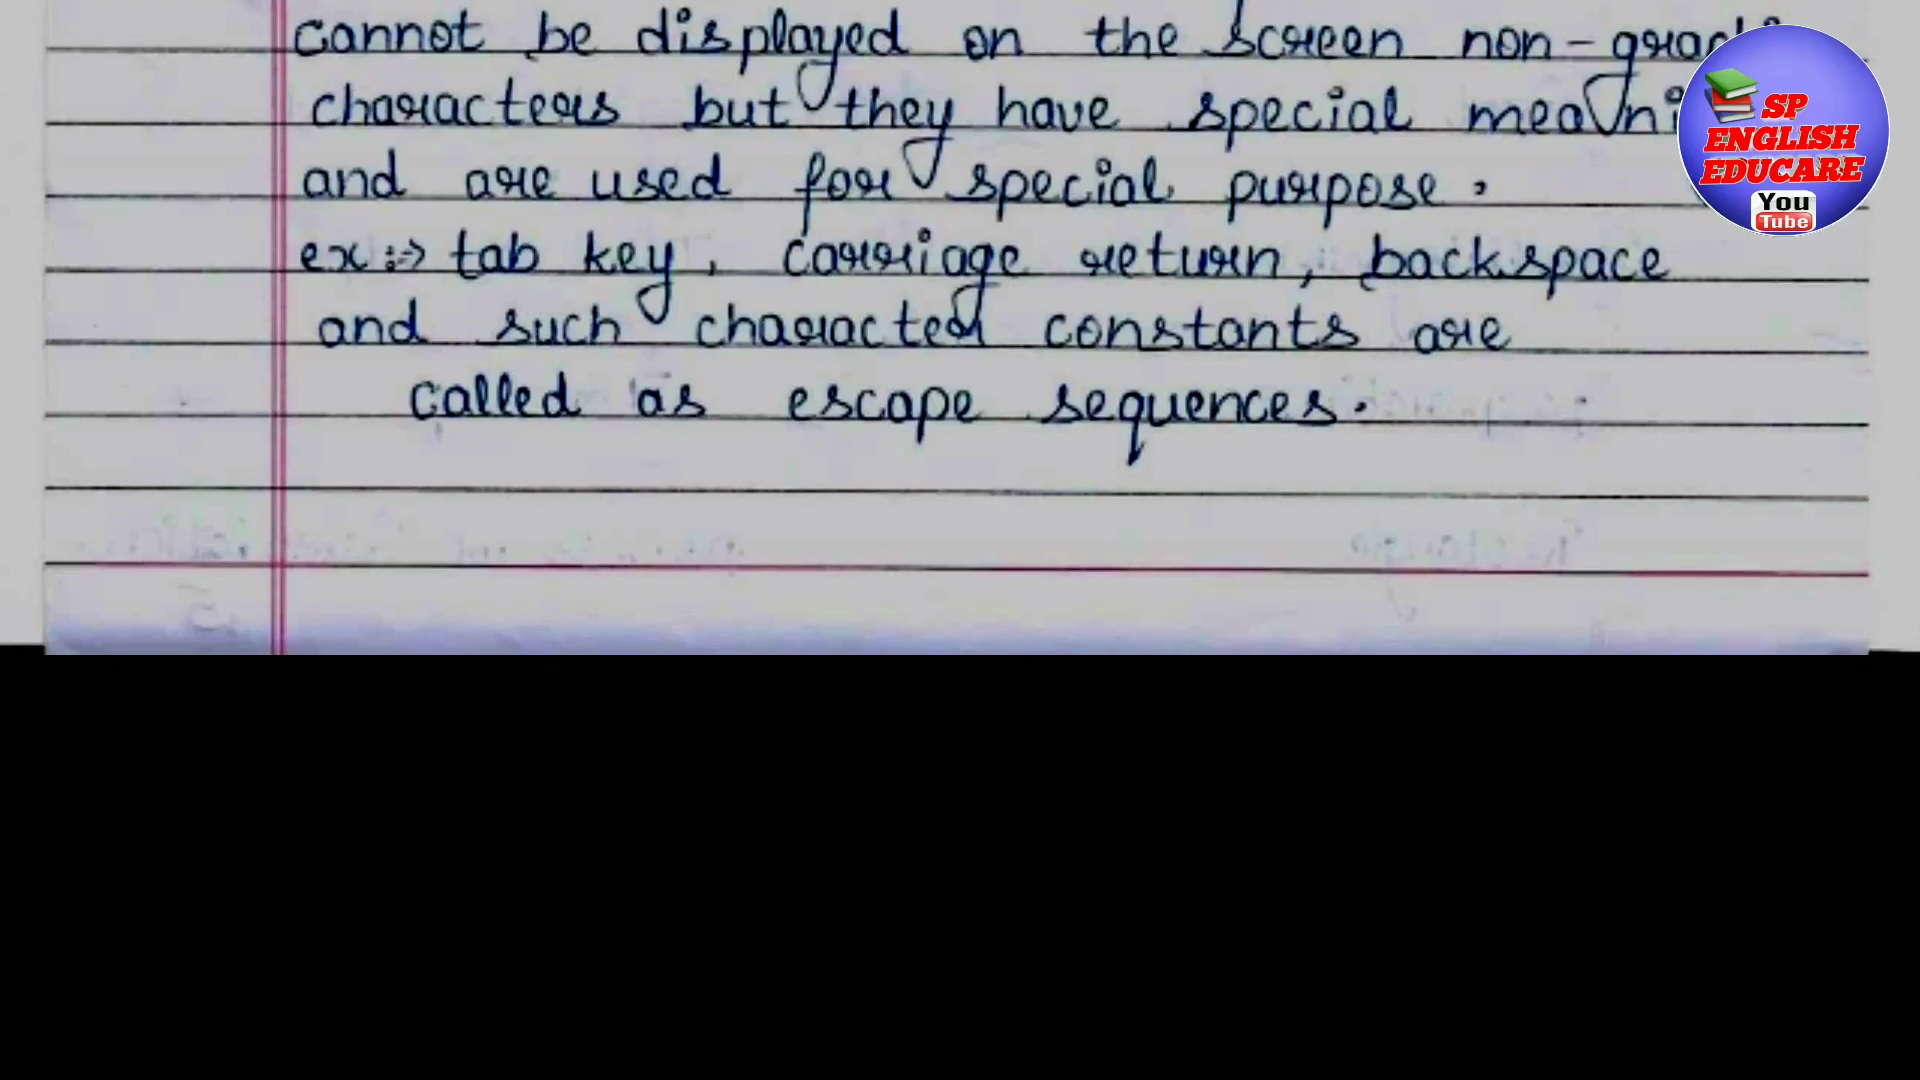 cannot be displayed on the screen non-
characters but they have special
and are used for special purpose.
ex:-> tab key, carriage return, backspace
and such character constants are
called as escape sequences.
SP
ENGLISH
EDUCARE
You
Tube